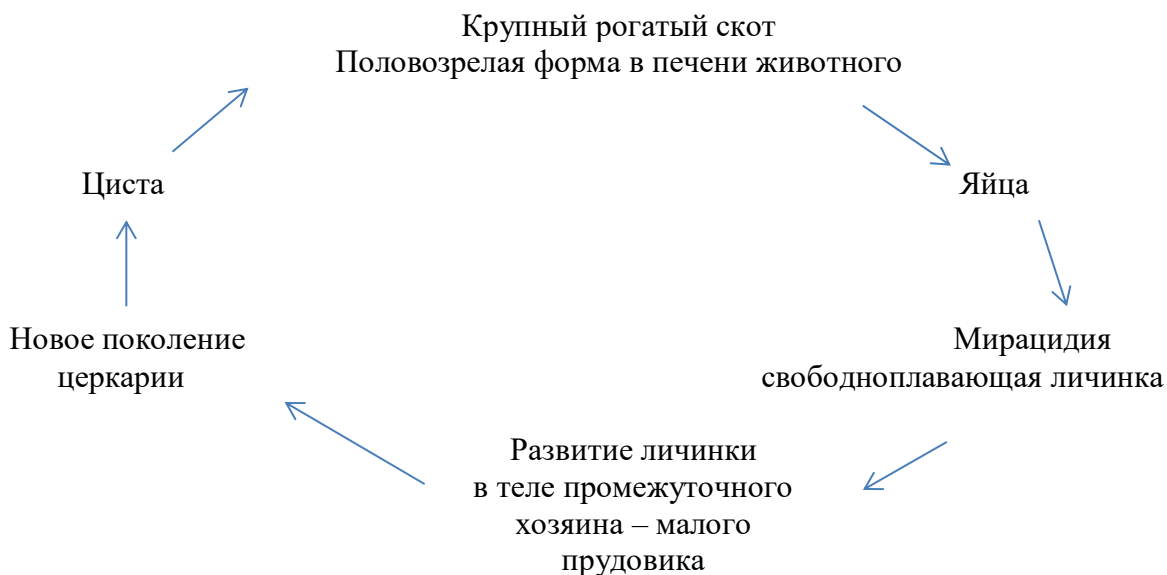 Крупный рогатый скот
Половозрелая форма в печени животного
Циста
Яйца
Новое поколение
церкарии
Мирацидия
свободноплавающая личинка
Развитие личинки
в теле промежуточного
хозяина – малого
прудовика